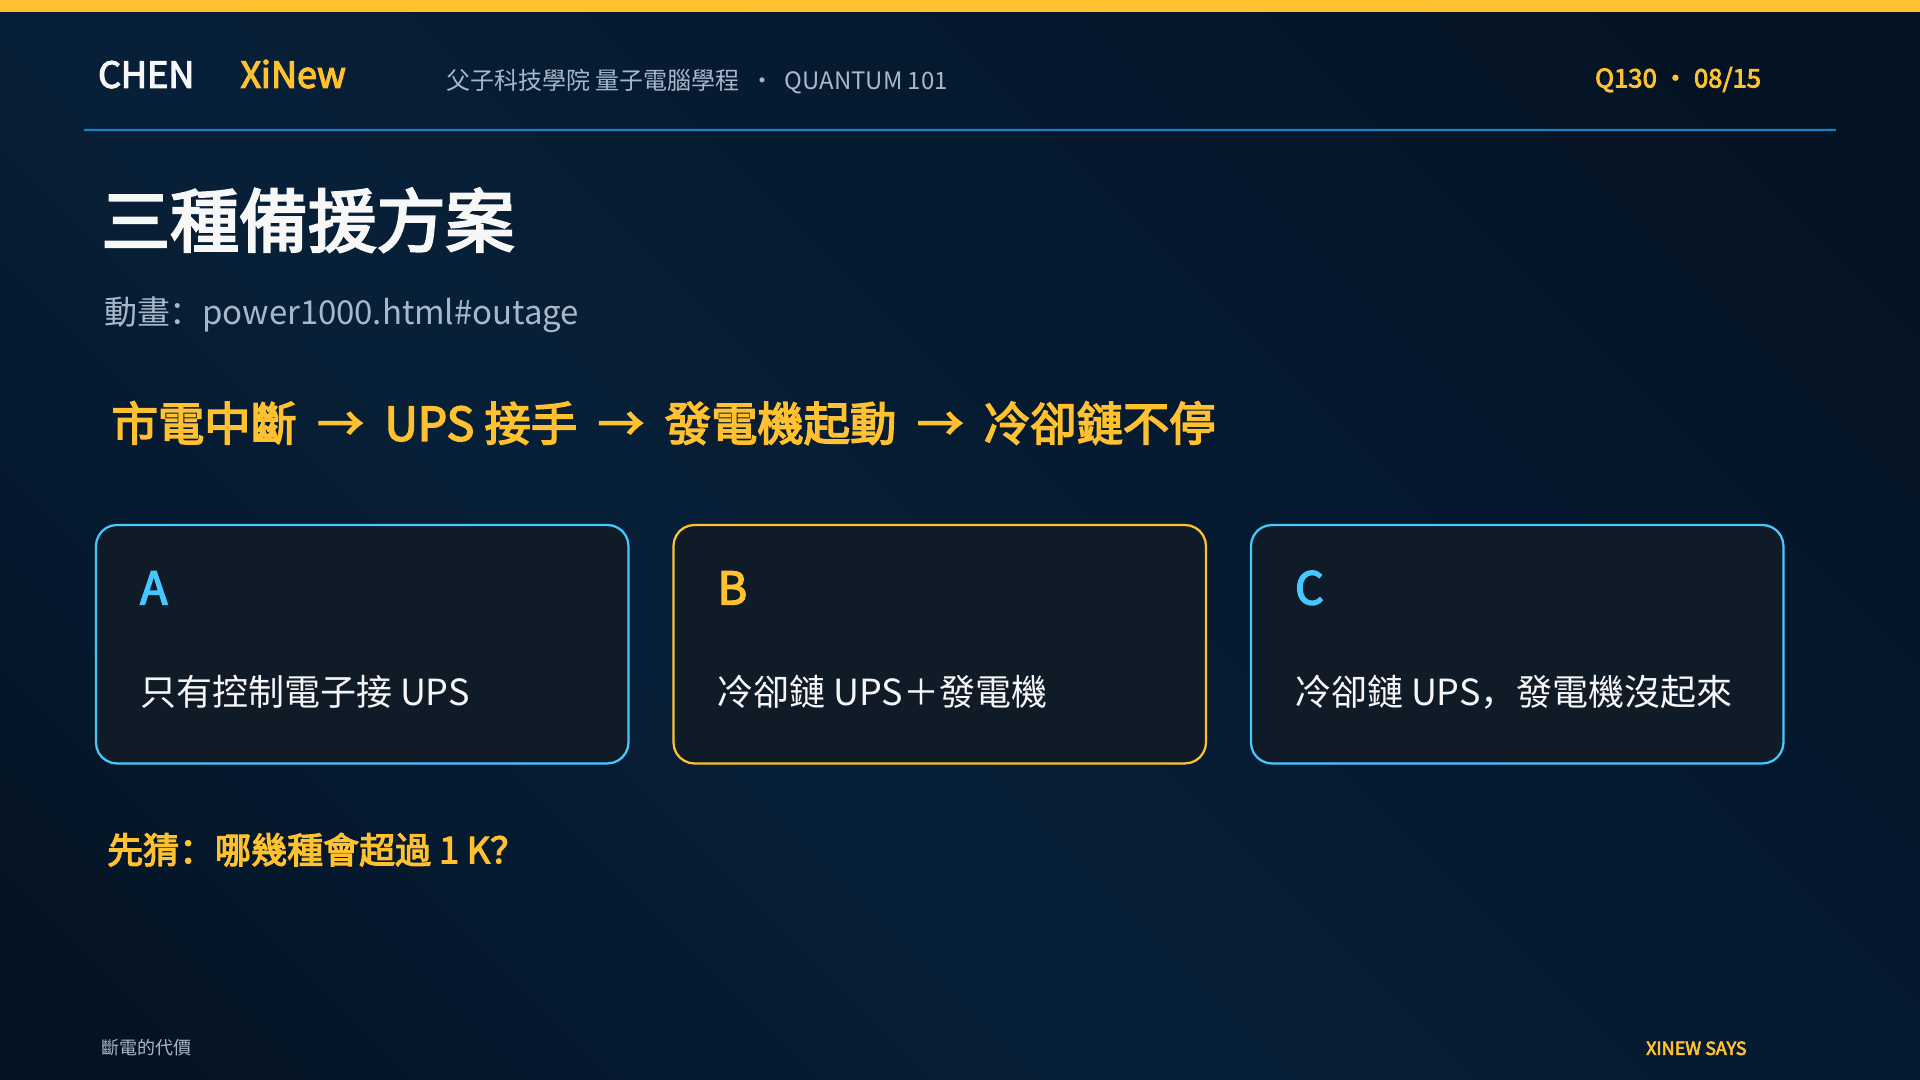 CHEN XiNew 父子科技學院 量子電腦學程 · QUANTUM 101 Q130 · 08/15
三種備援方案
動畫：power1000.html#outage
市電中斷 → UPS 接手 → 發電機起動 → 冷卻鏈不停
A
只有控制電子接 UPS
B
冷卻鏈 UPS＋發電機
C
冷卻鏈 UPS，發電機沒起來
先猜：哪幾種會超過 1 K？
斷電的代價
XINEW SAYS